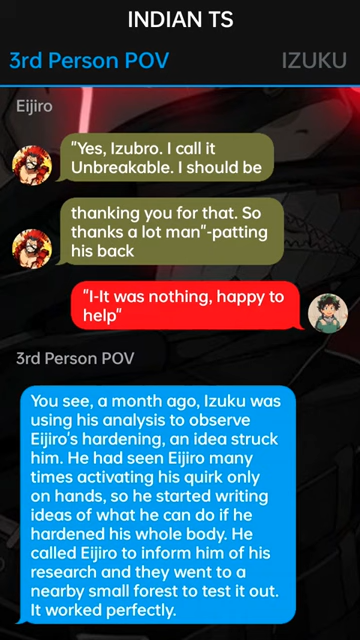 INDIAN TS
3rd Person POV
IZUKU
Eijiro
"Yes, Izubro. I call it
Unbreakable. I should be
thanking you for that. So
thanks a lot man"-patting
his back
"I-It was nothing, happy to
help"
3rd Person POV
You see, a month ago, Izuku was
using his analysis to observe
Eijiro's hardening, an idea struck
him. He had seen Eijiro many
times activating his quirk only
on hands, so he started writing
ideas of what he can do if he
hardened his whole body. He
called Eijiro to inform him of his
research and they went to a
nearby small forest to test it out.
It worked perfectly.